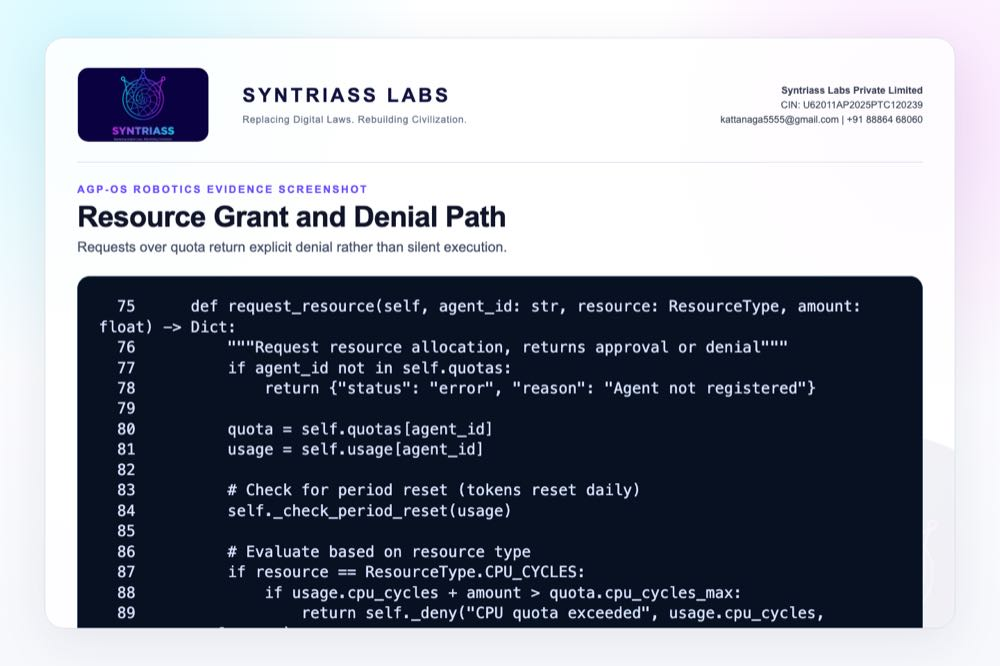 SYNTRIASS
SYNTRIASS LABS
Replacing Digital Laws. Rebuilding Civilization.
Syntriass Labs Private Limited
CIN: U62011AP2025PTC120239
kattanaga5555@gmail.com | +91 88864 68060
AGP-OS ROBOTICS EVIDENCE SCREENSHOT
Resource Grant and Denial Path
Requests over quota return explicit denial rather than silent execution.
75      def request_resource(self, agent_id: str, resource: ResourceType, amount:
float) -> Dict:
76          """Request resource allocation, returns approval or denial"""
77          if agent_id not in self.quotas:
78              return {"status": "error", "reason": "Agent not registered"}
79
80          quota = self.quotas[agent_id]
81          usage = self.usage[agent_id]
82
83          # Check for period reset (tokens reset daily)
84          self._check_period_reset(usage)
85
86          # Evaluate based on resource type
87          if resource == ResourceType.CPU_CYCLES:
88              if usage.cpu_cycles + amount > quota.cpu_cycles_max:
89                  return self._deny("CPU quota exceeded", usage.cpu_cycles,